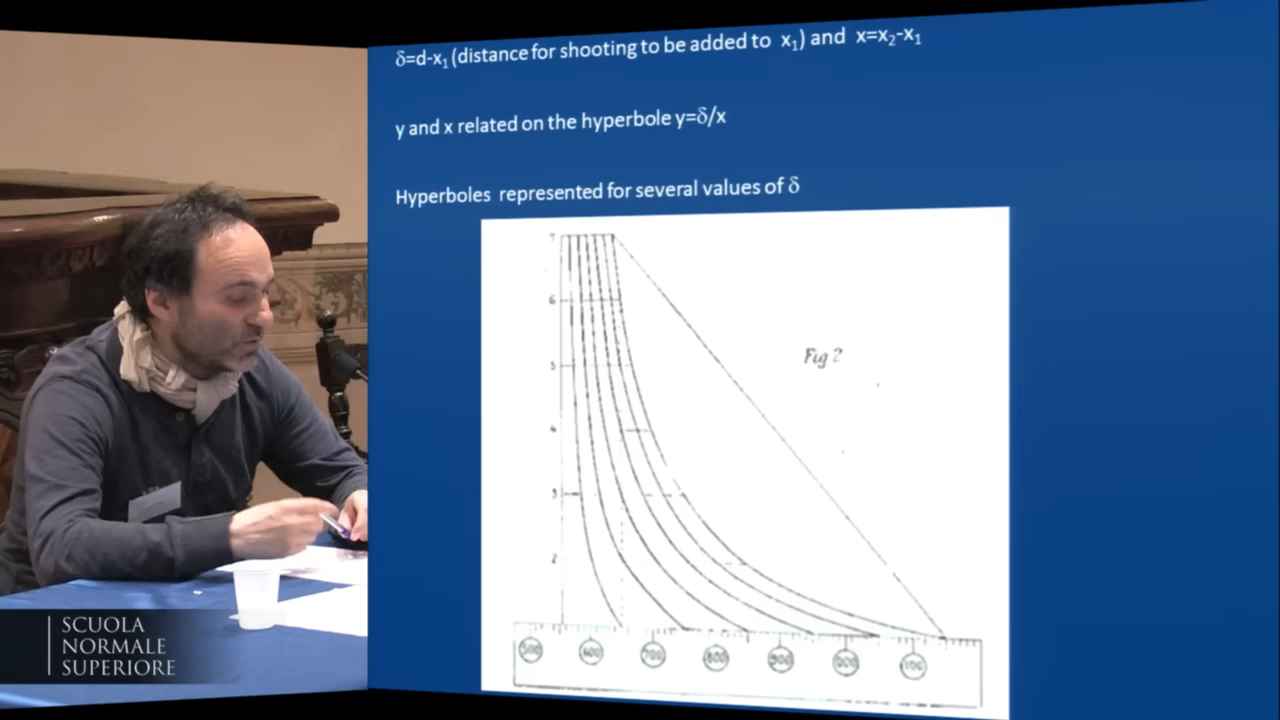 δ=d-x₁ (distance for shooting to be added to x₁) and x=x₂-x₁
y and x related on the hyperbole y=δ/x
Hyperboles represented for several values of δ
7
6
5
4
3
2
Fig 2
500
600
700
800
900
000
100
SCUOLA
NORMALE
SUPERIORE